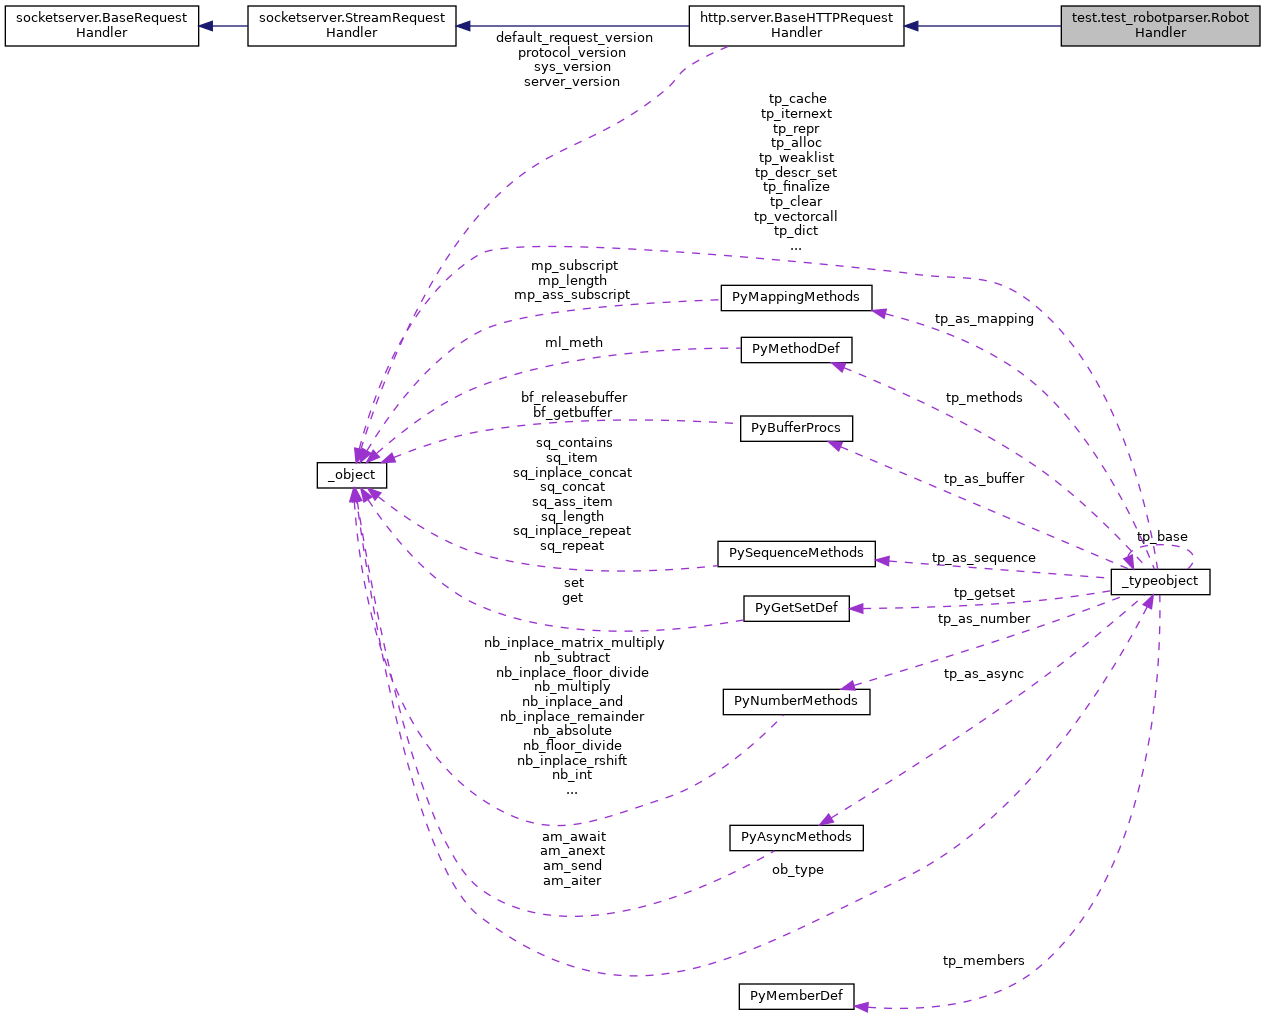 socketserver.BaseRequest
Handler
socketserver.StreamRequest
Handler
http.server.BaseHTTPRequest
Handler
test.test_robotparser.Robot
Handler
default_request_version
protocol_version
sys_version
server_version
tp_cache
tp_iternext
tp_repr
tp_alloc
tp_weaklist
tp_descr_set
tp_finalize
tp_clear
tp_vectorcall
tp_dict
...
mp_subscript
mp_length
mp_ass_subscript
PyMappingMethods
tp_as_mapping
ml_meth
PyMethodDef
tp_methods
bf_releasebuffer
bf_getbuffer
PyBufferProcs
tp_as_buffer
_object
sq_contains
sq_item
sq_inplace_concat
sq_concat
sq_ass_item
sq_length
sq_inplace_repeat
sq_repeat
PySequenceMethods
tp_as_sequence
tp_base
_typeobject
set
get
PyGetSetDef
tp_getset
tp_as_number
nb_inplace_matrix_multiply
nb_subtract
nb_inplace_floor_divide
nb_multiply
nb_inplace_and
nb_inplace_remainder
nb_absolute
nb_floor_divide
nb_inplace_rshift
nb_int
...
PyNumberMethods
tp_as_async
am_await
am_anext
am_send
am_aiter
PyAsyncMethods
ob_type
tp_members
PyMemberDef